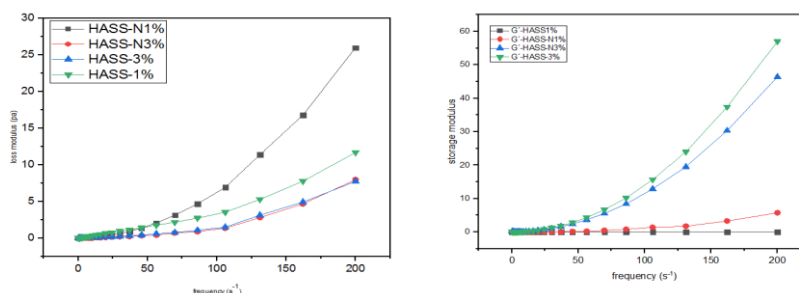 30
25
20
15
10
5
0
loss modulus (pa)
HASS-N1%
HASS-N3%
HASS-3%
HASS-1%
0
50
100
150
200
frequency (s⁻¹)
60
50
40
30
20
10
0
storage modulus
G´-HASS1%
G´-HASS-N1%
G´-HASS-N3%
G´-HASS-3%
0
50
100
150
200
frequency (s⁻¹)